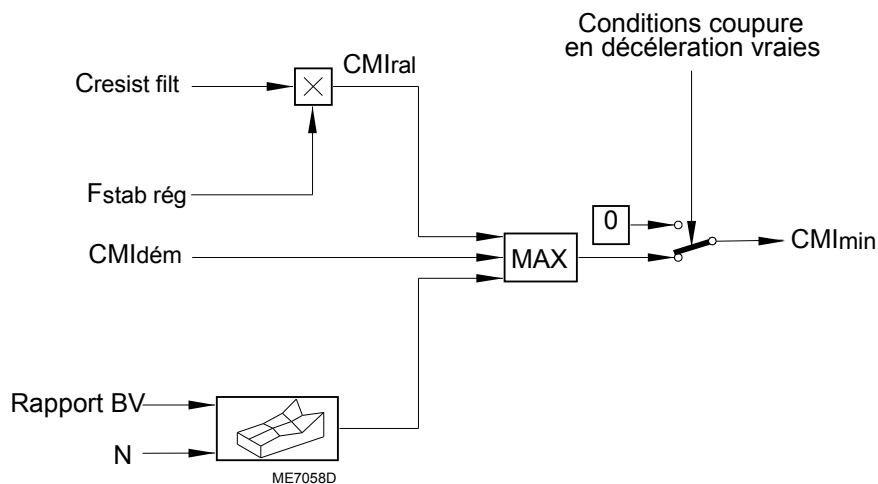 Conditions coupure
en décéleration vraies
Cresist filt
×
CMIral
Fstab rég
0
CMIdém
MAX
CMImin
Rapport BV
N
ME7058D